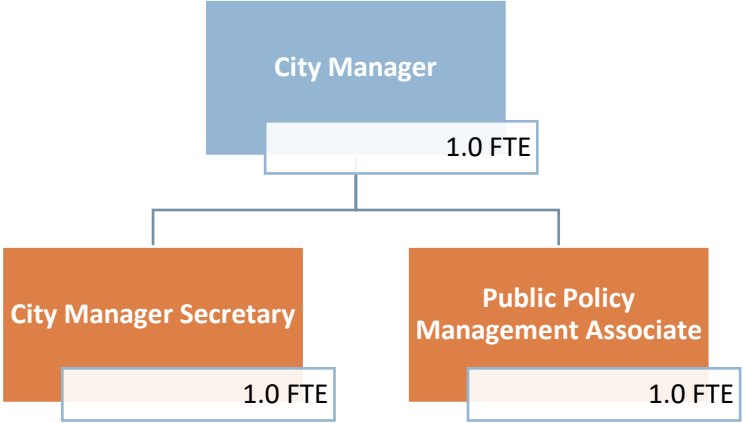 City Manager
1.0 FTE
City Manager Secretary
1.0 FTE
Public Policy
Management Associate
1.0 FTE